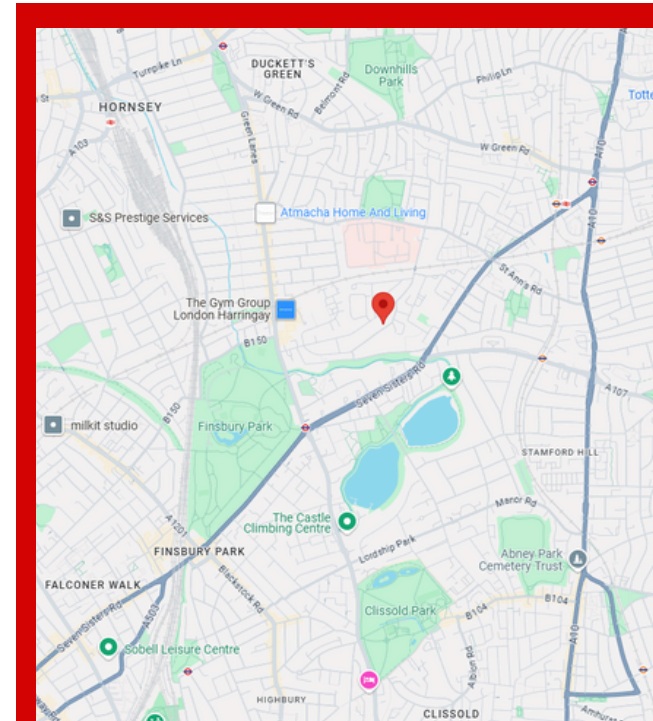 DUCKETT'S
GREEN
Downhills
Park
Philip Ln
Turnpike Ln
Belmont Rd
HORNSEY
W Green Rd
Totte
Green Lanes
A103
A10
W Green Rd
S&S Prestige Services
Atmacha Home And Living
A10
St Ann's Rd
The Gym Group
London Harringay
B150
Seven Sisters Rd
A107
B150
milkit studio
Finsbury Park
STAMFORD HILL
Manor Rd
A1201
The Castle
Climbing Centre
Lordship Park
FINSBURY PARK
Abney Park
Cemetery Trust
FALCONER WALK
Blackstock Rd
Clissold Park
B104
B104
Seven Sisters Rd
A503
A10
Sobell Leisure Centre
Albion Rd
HIGHBURY
CLISSOLD